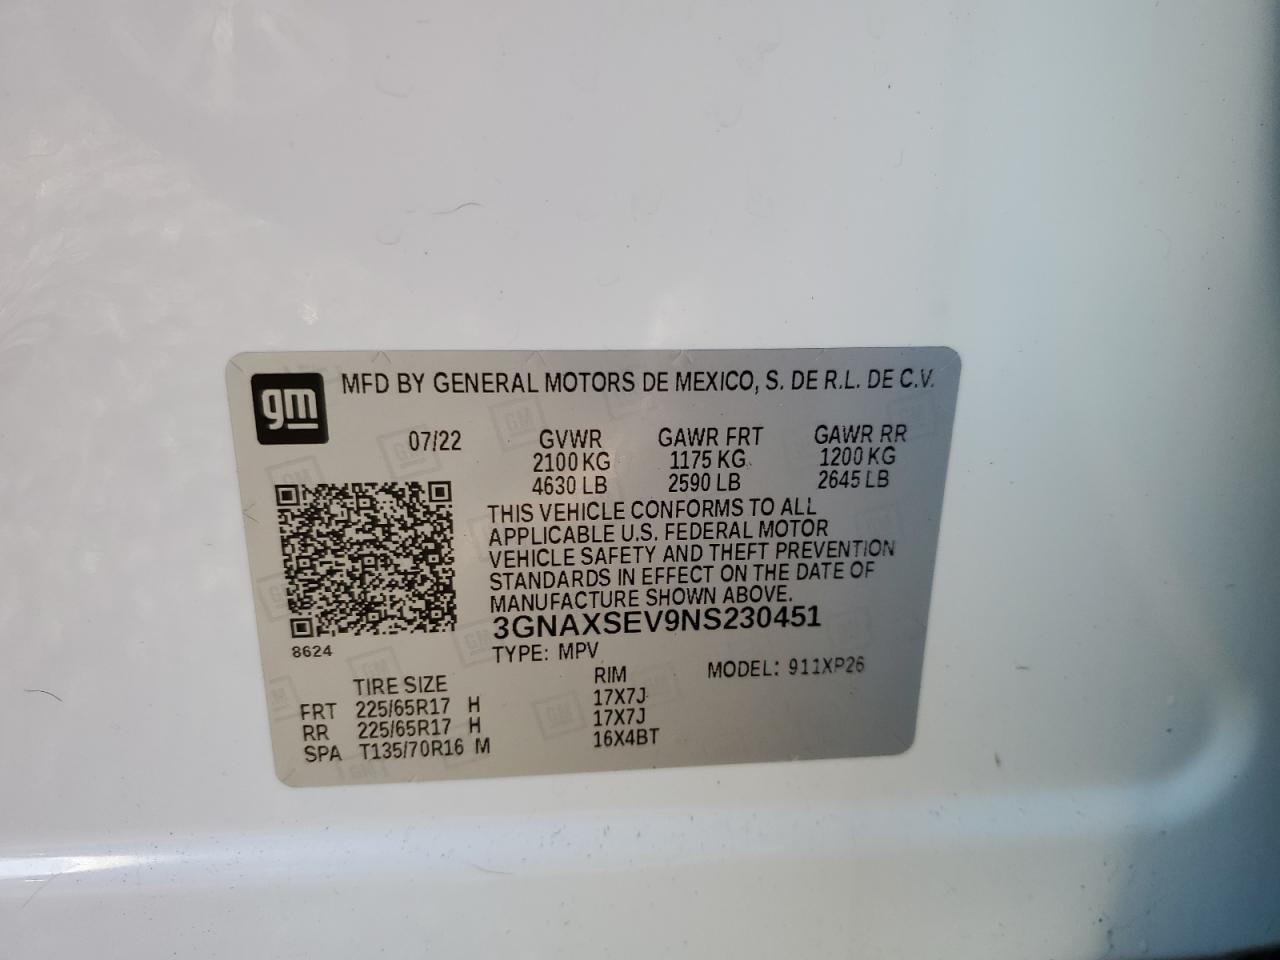 gm MFD BY GENERAL MOTORS DE MEXICO, S. DE R.L. DE C.V.
07/22 GVWR GAWR FRT GAWR RR
2100 KG 1175 KG 1200 KG
4630 LB 2590 LB 2645 LB
THIS VEHICLE CONFORMS TO ALL
APPLICABLE U.S. FEDERAL MOTOR
VEHICLE SAFETY AND THEFT PREVENTION
STANDARDS IN EFFECT ON THE DATE OF
MANUFACTURE SHOWN ABOVE.
3GNAXSEV9NS230451
8624 TYPE: MPV MODEL: 911XP26
TIRE SIZE RIM
FRT 225/65R17 H 17X7J
RR 225/65R17 H 17X7J
SPA T135/70R16 M 16X4BT